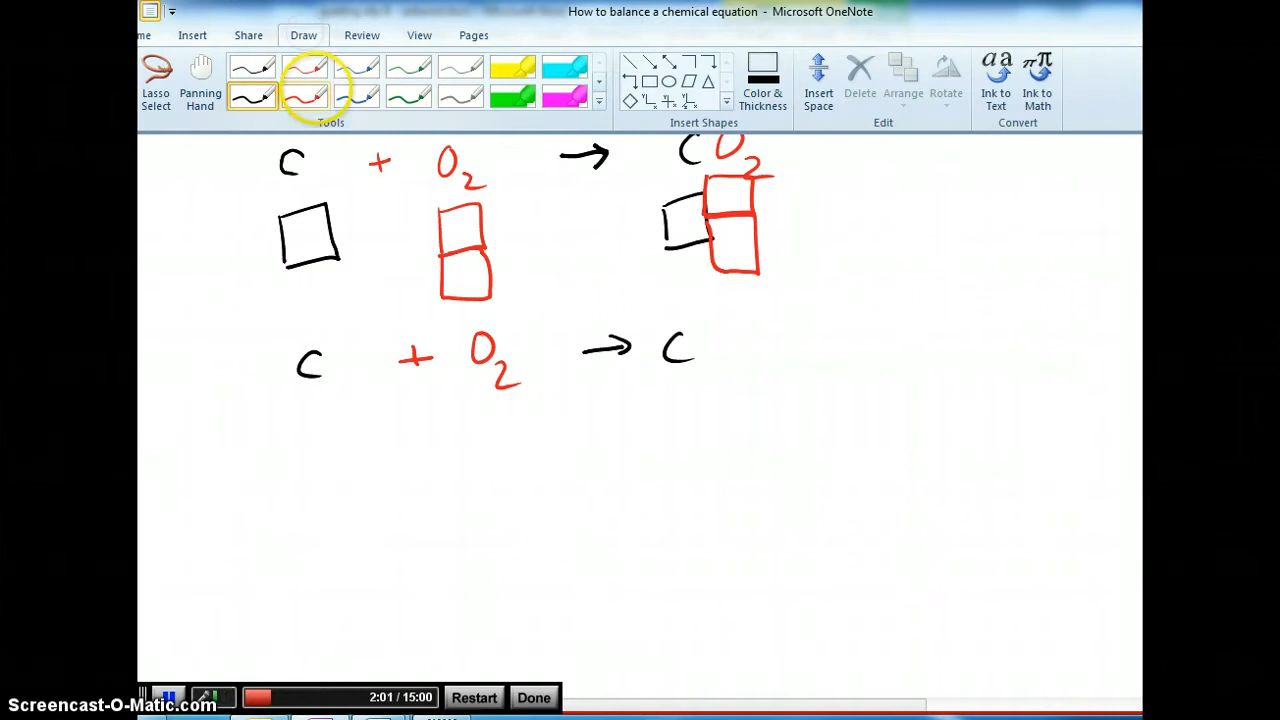 How to balance a chemical equation - Microsoft OneNote
me Insert Share Draw Review View Pages
Lasso Select Panning Hand Color & Thickness Insert Space Delete Arrange Rotate Ink to Text Ink to Math
Tools Insert Shapes Edit Convert
C + O2 → CO2
C + O2 → C
2:01 / 15:00 Restart Done
Screencast-O-Matic.com